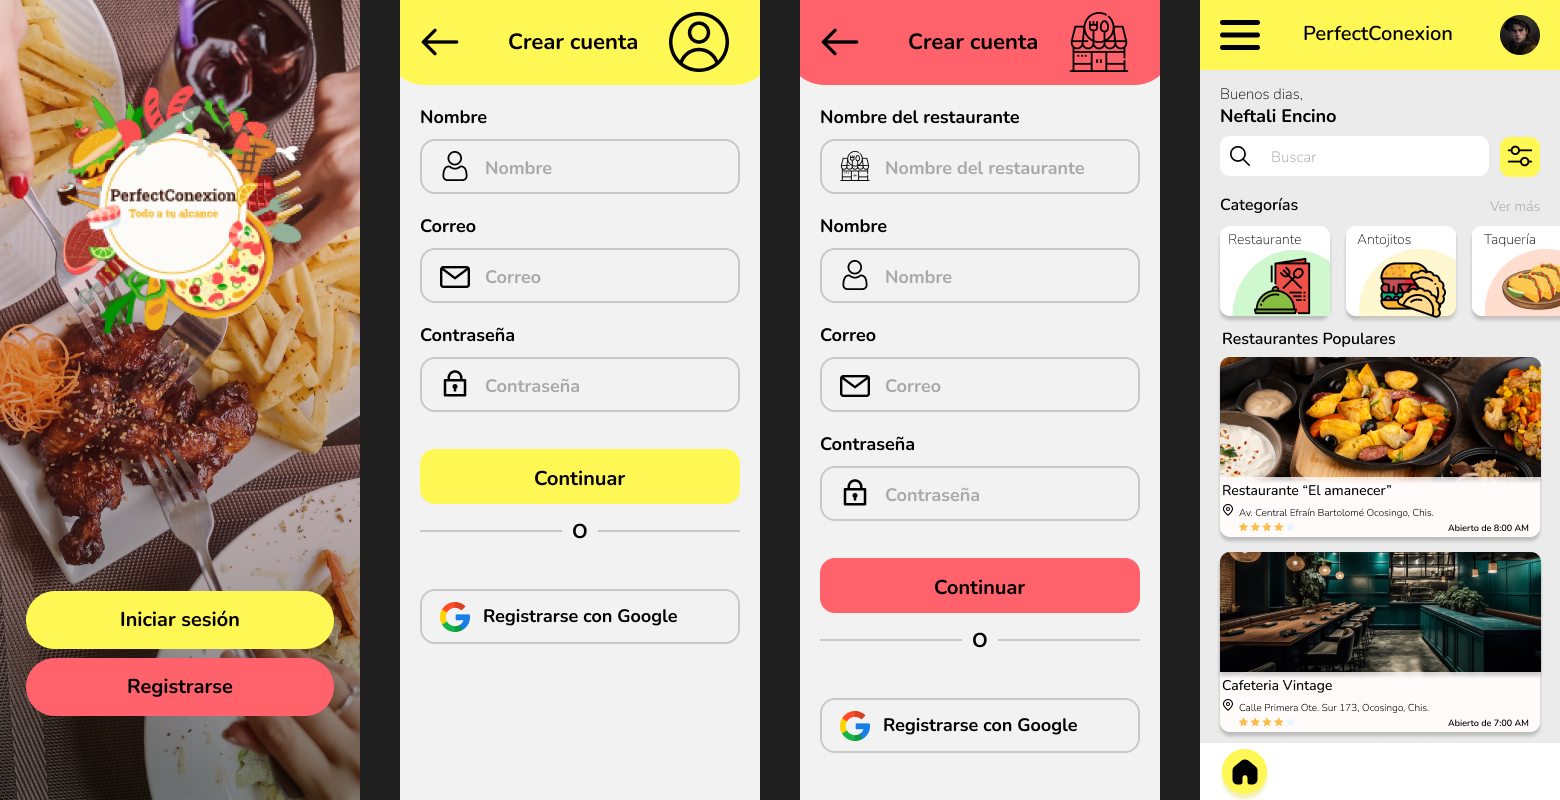 PerfectConexion
Todo a tu alcance
Iniciar sesión
Registrarse
Crear cuenta
Nombre
Nombre
Correo
Correo
Contraseña
Contraseña
Continuar
O
Registrarse con Google
Crear cuenta
Nombre del restaurante
Nombre del restaurante
Nombre
Nombre
Correo
Correo
Contraseña
Contraseña
Continuar
O
Registrarse con Google
PerfectConexion
Buenos dias,
Neftali Encino
Buscar
Categorías
Ver más
Restaurante
Antojitos
Taquería
Restaurantes Populares
Restaurante “El amanecer”
Av. Central Efraín Bartolomé Ocosingo, Chis.
Abierto de 8:00 AM
Cafeteria Vintage
Calle Primera Ote. Sur 173, Ocosingo, Chis.
Abierto de 7:00 AM